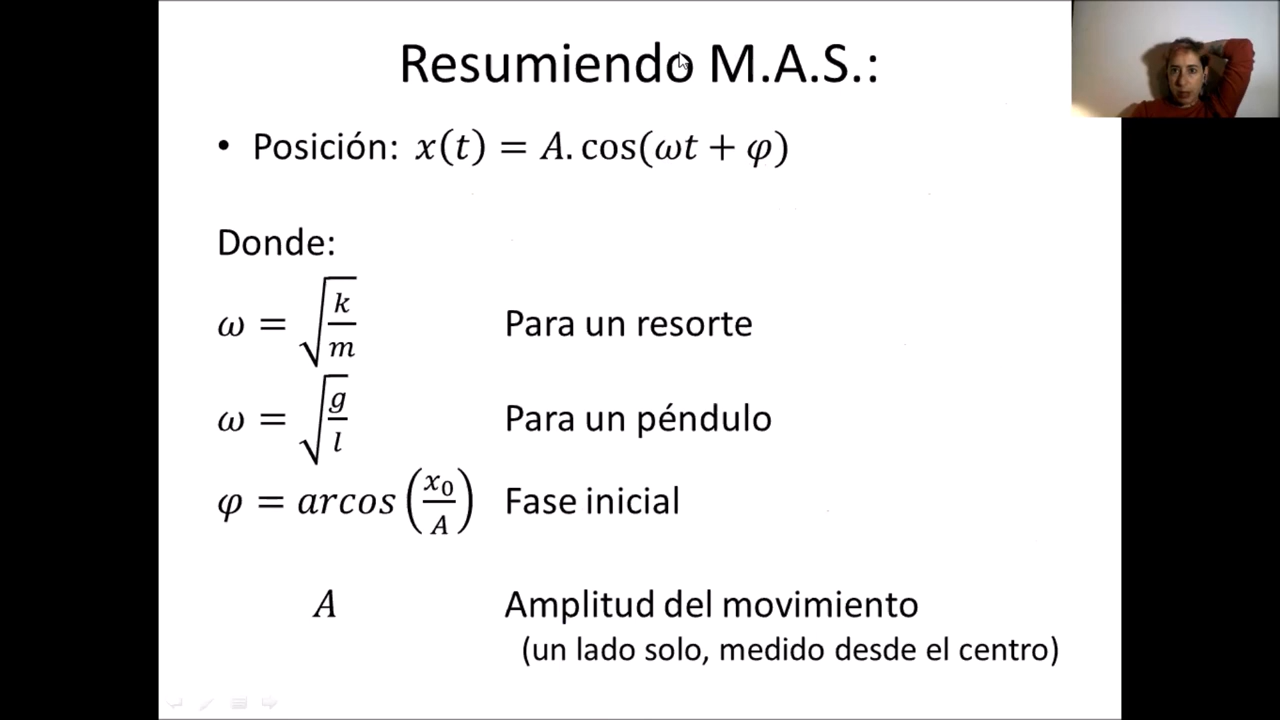 Resumiendo M.A.S.:
• Posición: x(t) = A. cos(ωt + φ)
Donde:
ω = √(k/m) Para un resorte
ω = √(g/l) Para un péndulo
φ = arcos (x₀/A) Fase inicial
A Amplitud del movimiento
(un lado solo, medido desde el centro)